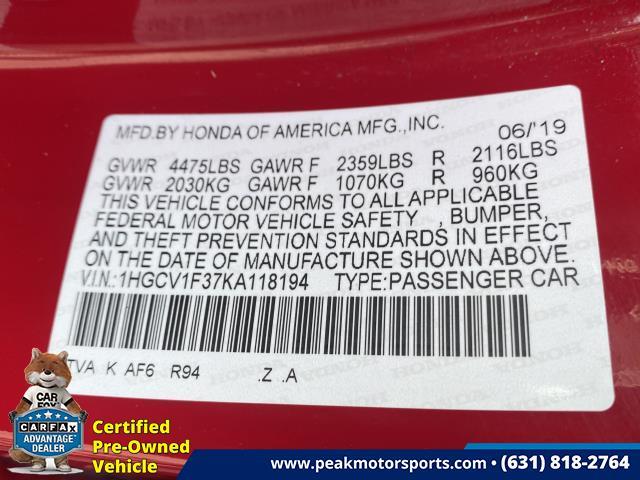 MFD.BY HONDA OF AMERICA MFG.,INC. 06/'19
GVWR 4475LBS GAWR F 2359LBS R 2116LBS
GVWR 2030KG GAWR F 1070KG R 960KG
THIS VEHICLE CONFORMS TO ALL APPLICABLE
FEDERAL MOTOR VEHICLE SAFETY , BUMPER,
AND THEFT PREVENTION STANDARDS IN EFFECT
ON THE DATE OF MANUFACTURE SHOWN ABOVE.
V.I.N.: 1HGCV1F37KA118194 TYPE:PASSENGER CAR
TVA K AF6 R94 .Z .A
CAR
FOX
CARFAX
ADVANTAGE
DEALER
Certified
Pre-Owned
Vehicle
www.peakmotorsports.com - (631) 818-2764